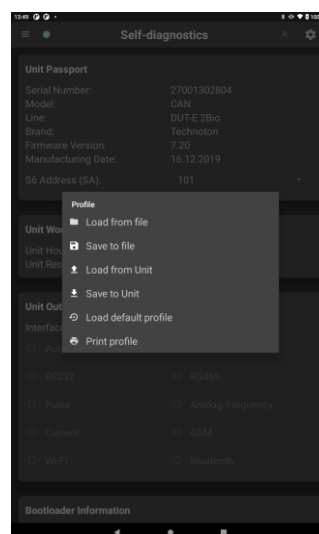 12:49
100
Self-diagnostics
Unit Passport
Serial Number: 27001302804
Model: CAN
Line: DUT-E 2Bio
Brand: Technoton
Firmware Version: 7.20
Manufacturing Date: 16.12.2019
S6 Address (SA): 101
Profile
Load from file
Unit Wo
Save to file
Unit Hou
Unit Res
Load from Unit
Save to Unit
Unit Out
Load default profile
Interface
Print profile
RS232 RS485
Pulse Analog/Frequency
Current GSM
Wi-Fi Bluetooth
Bootloader Information